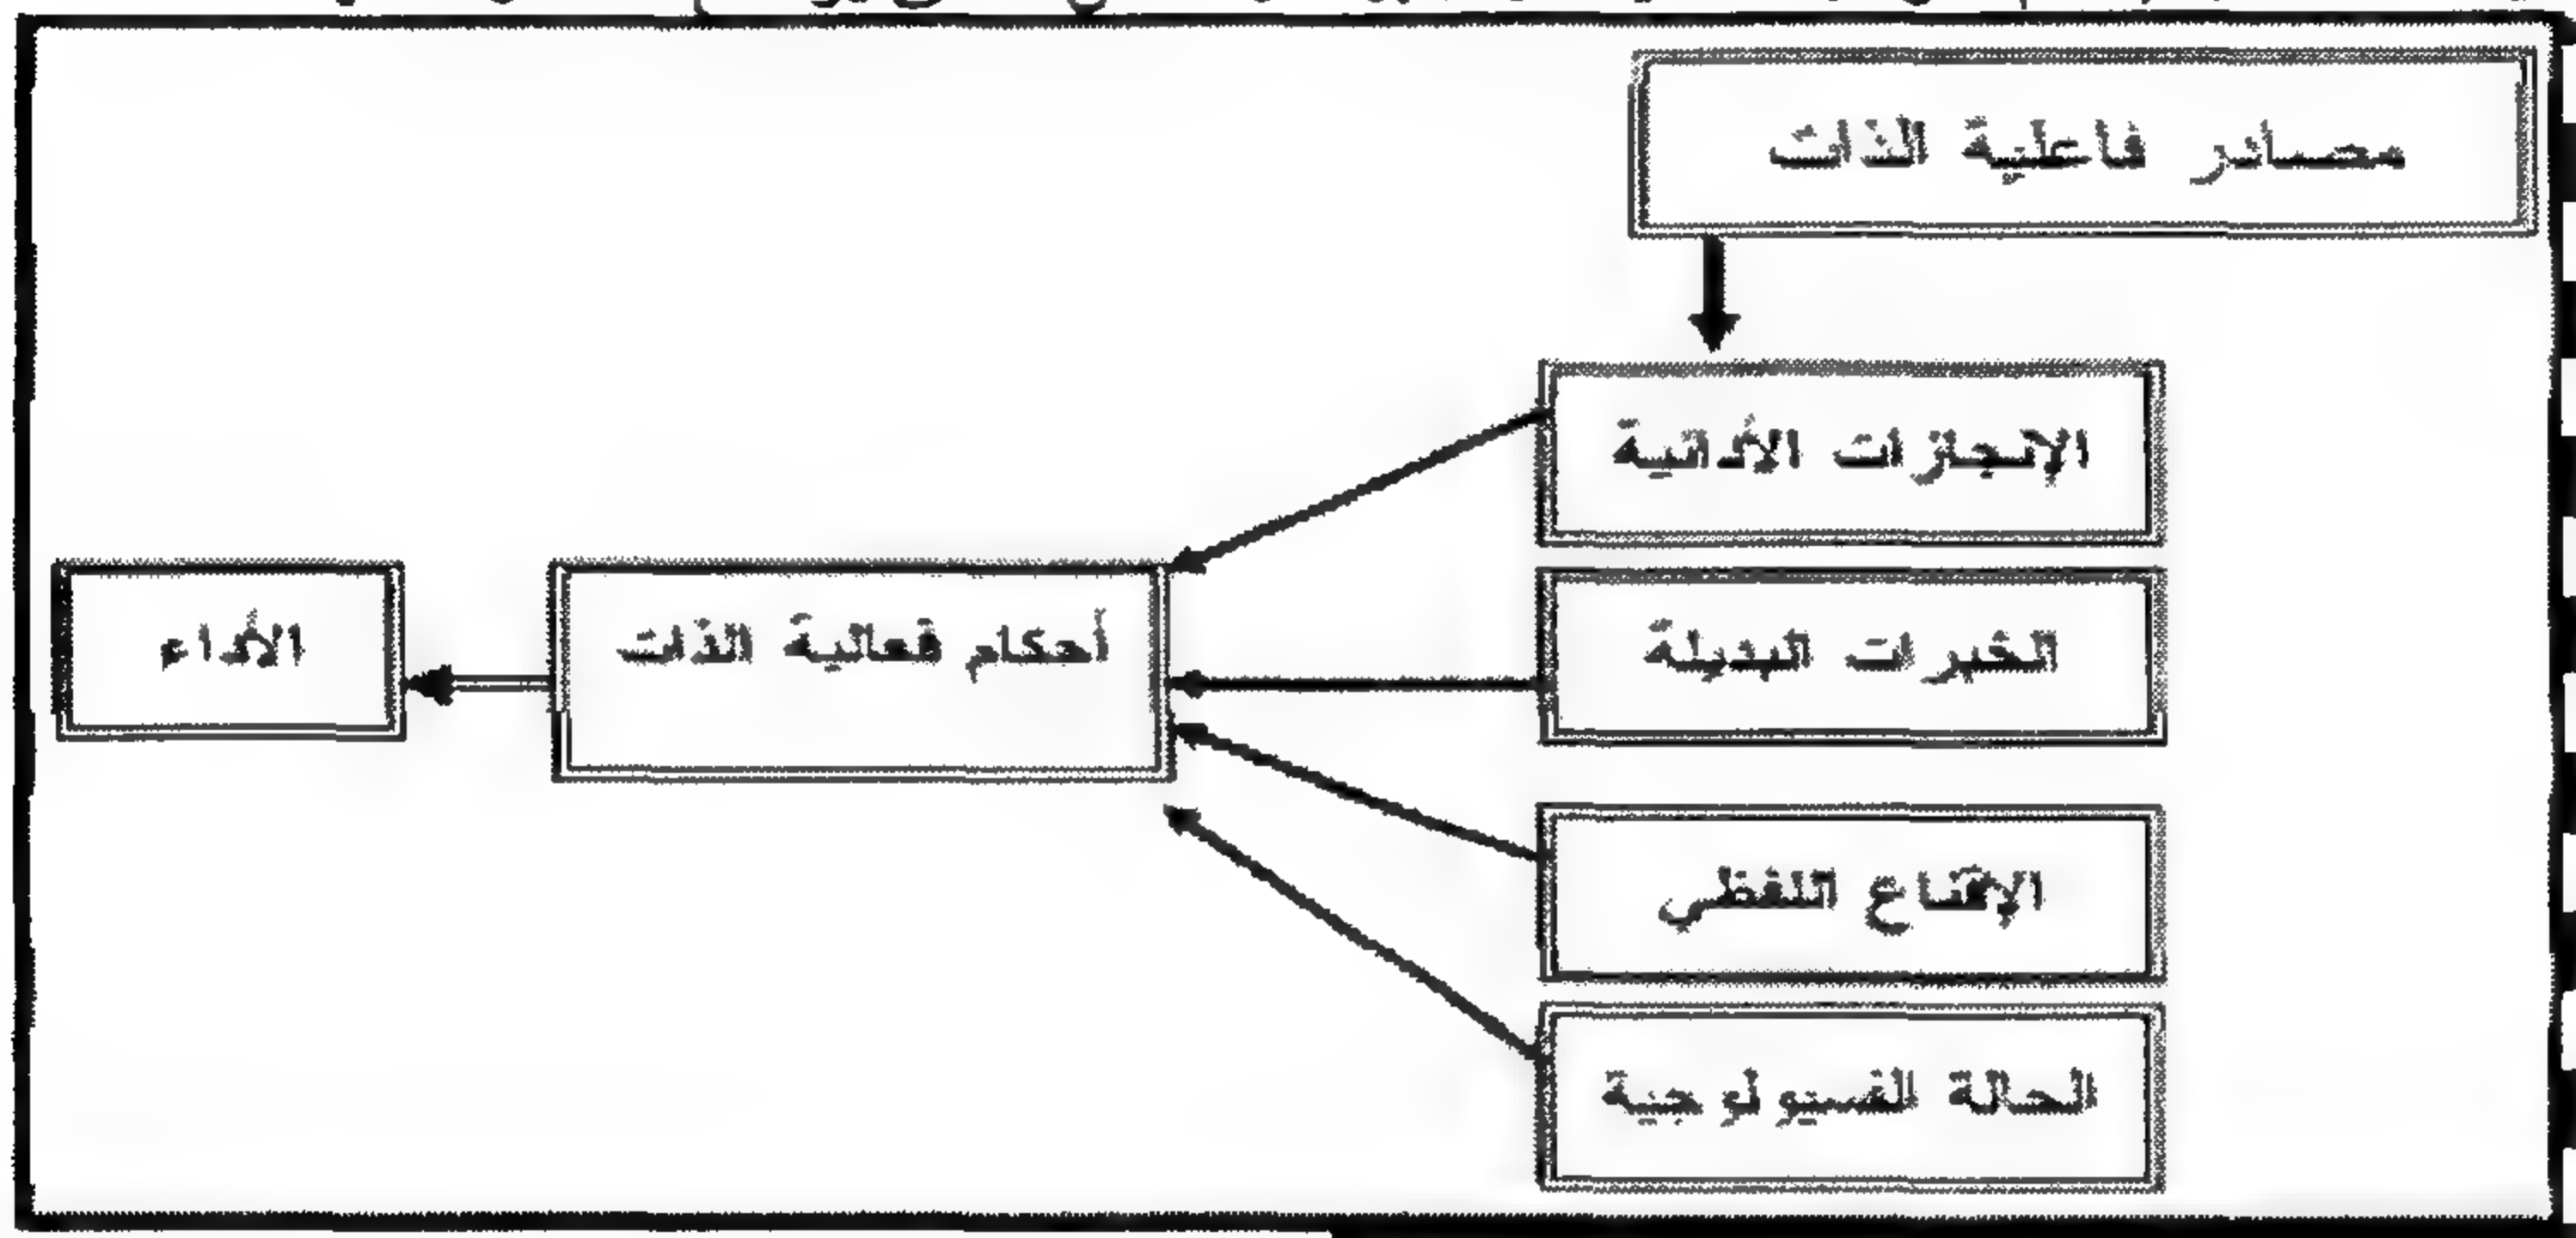 مصادر فاعلية الذات
الإنجازات الأدائية
الخبرات البديلة
أحكام فعالية الذات
الأداء
الإقناع اللفظي
الحالة الفسيولوجية